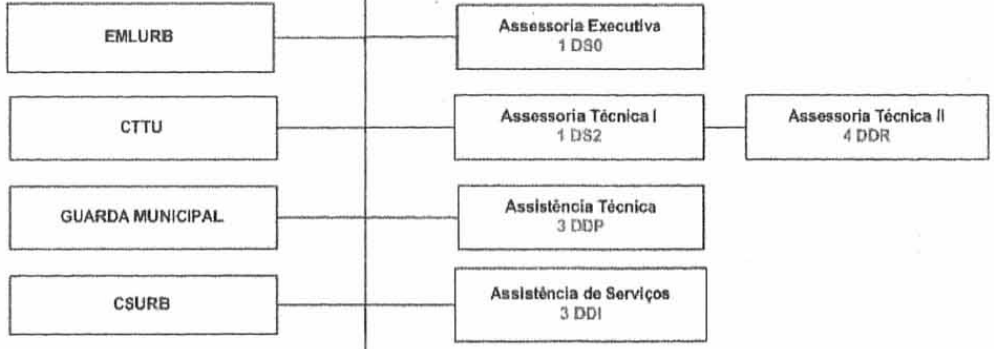 EMLURB
Assessoria Executiva
1 DS0
CTTU
Assessoria Técnica I
1 DS2
Assessoria Técnica II
4 DDR
GUARDA MUNICIPAL
Assistência Técnica
3 DDP
CSURB
Assistência de Serviços
3 DDI